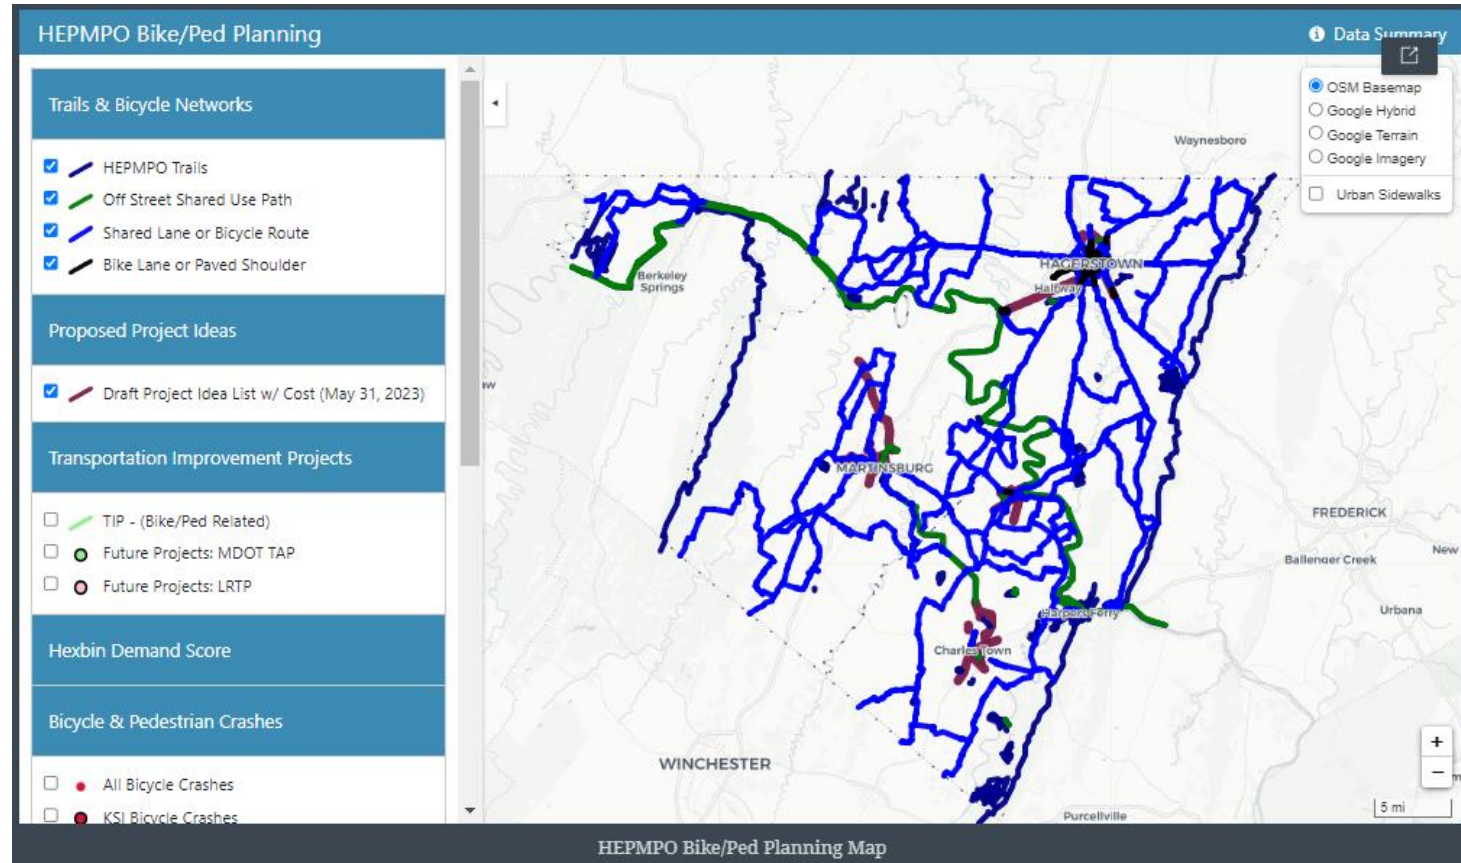 HEPMPO Bike/Ped Planning
Data Summary
Trails & Bicycle Networks
HEPMPO Trails
Off Street Shared Use Path
Shared Lane or Bicycle Route
Bike Lane or Paved Shoulder
Proposed Project Ideas
Draft Project Idea List w/ Cost (May 31, 2023)
Transportation Improvement Projects
TIP - (Bike/Ped Related)
Future Projects: MDOT TAP
Future Projects: LRTP
Hexbin Demand Score
Bicycle & Pedestrian Crashes
All Bicycle Crashes
KSI Bicycle Crashes
OSM Basemap
Google Hybrid
Google Terrain
Google Imagery
Urban Sidewalks
Waynesboro
HAGERSTOWN
Halfway
Berkeley
Springs
aw
MARTINSBURG
FREDERICK
Ballenger Creek
New
Urbana
Harpers Ferry
Charles Town
WINCHESTER
Purcellville
+
−
5 mi
HEPMPO Bike/Ped Planning Map